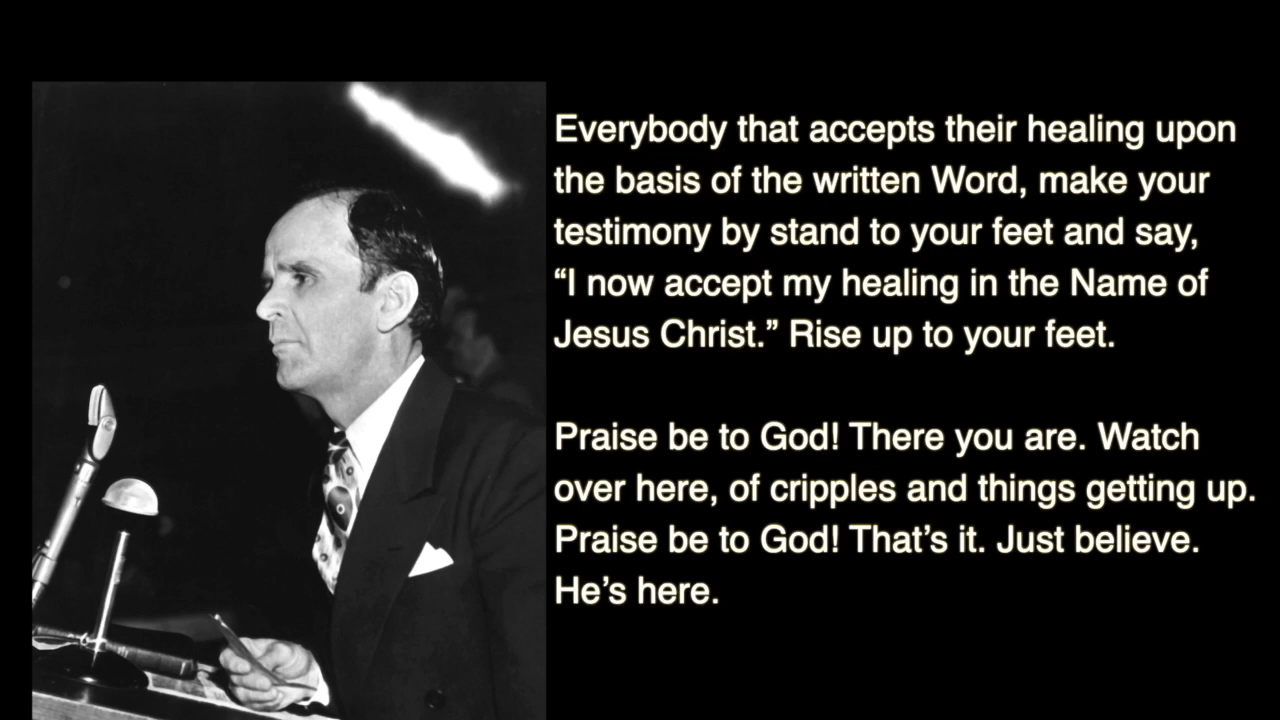 Everybody that accepts their healing upon
the basis of the written Word, make your
testimony by stand to your feet and say,
“I now accept my healing in the Name of
Jesus Christ.” Rise up to your feet.
Praise be to God! There you are. Watch
over here, of cripples and things getting up.
Praise be to God! That’s it. Just believe.
He’s here.